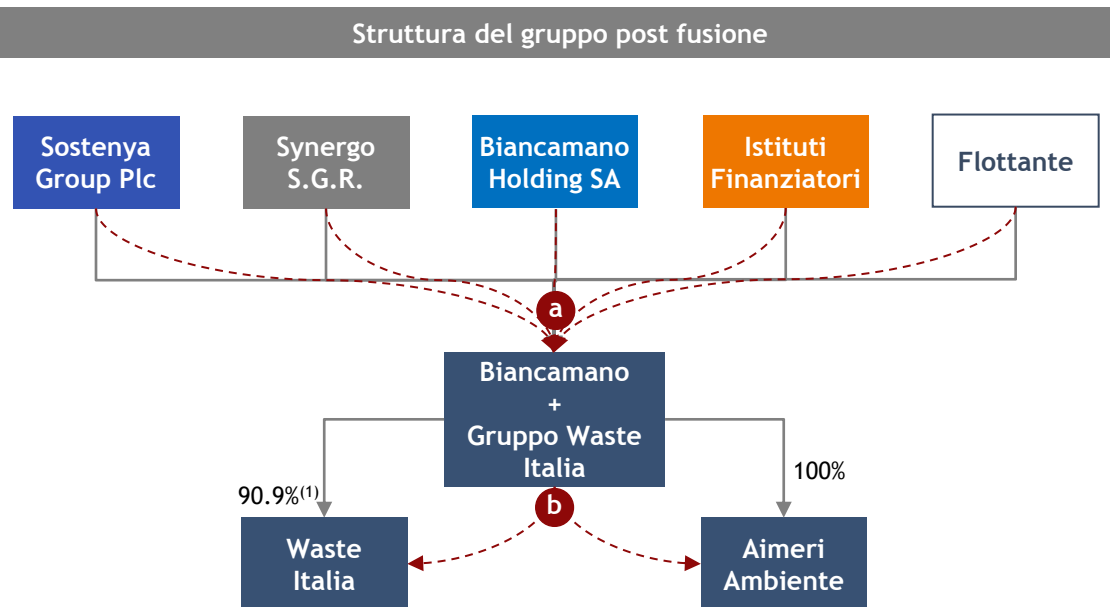 Struttura del gruppo post fusione
Sostenya
Group Plc
Synergo
S.G.R.
Biancamano
Holding SA
Istituti
Finanziatori
Flottante
a
Biancamano
+
Gruppo Waste
Italia
90.9%(1)
100%
b
Waste
Italia
Aimeri
Ambiente